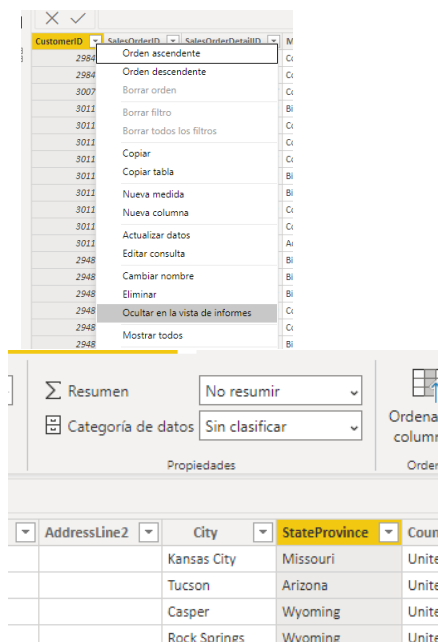 CustomerID SalesOrderID SalesOrderDetailID
2984 Orden ascendente
2984 Orden descendente
3007 Borrar orden
3011 Borrar filtro
3011 Borrar todos los filtros
3011
3011 Copiar
3011 Copiar tabla
3011 Nueva medida
3011 Nueva columna
3011 Actualizar datos
3011 Editar consulta
2948 Cambiar nombre
2948 Eliminar
2948 Ocultar en la vista de informes
2948 Mostrar todos
2948
Resumen No resumir
Categoría de datos Sin clasificar
Propiedades
AddressLine2 City StateProvince
Kansas City Missouri
Tucson Arizona
Casper Wyoming
Rock Springs Wyoming